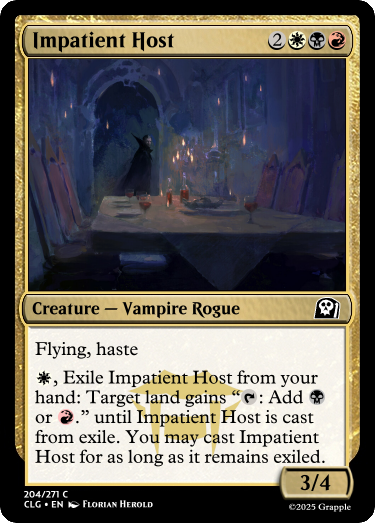 Impatient Host 2
Creature — Vampire Rogue
Flying, haste
, Exile Impatient Host from your
hand: Target land gains “: Add
or .” until Impatient Host is cast
from exile. You may cast Impatient
Host for as long as it remains exiled.
3/4
204/271 C
CLG • EN Florian Herold
©2025 Grapple